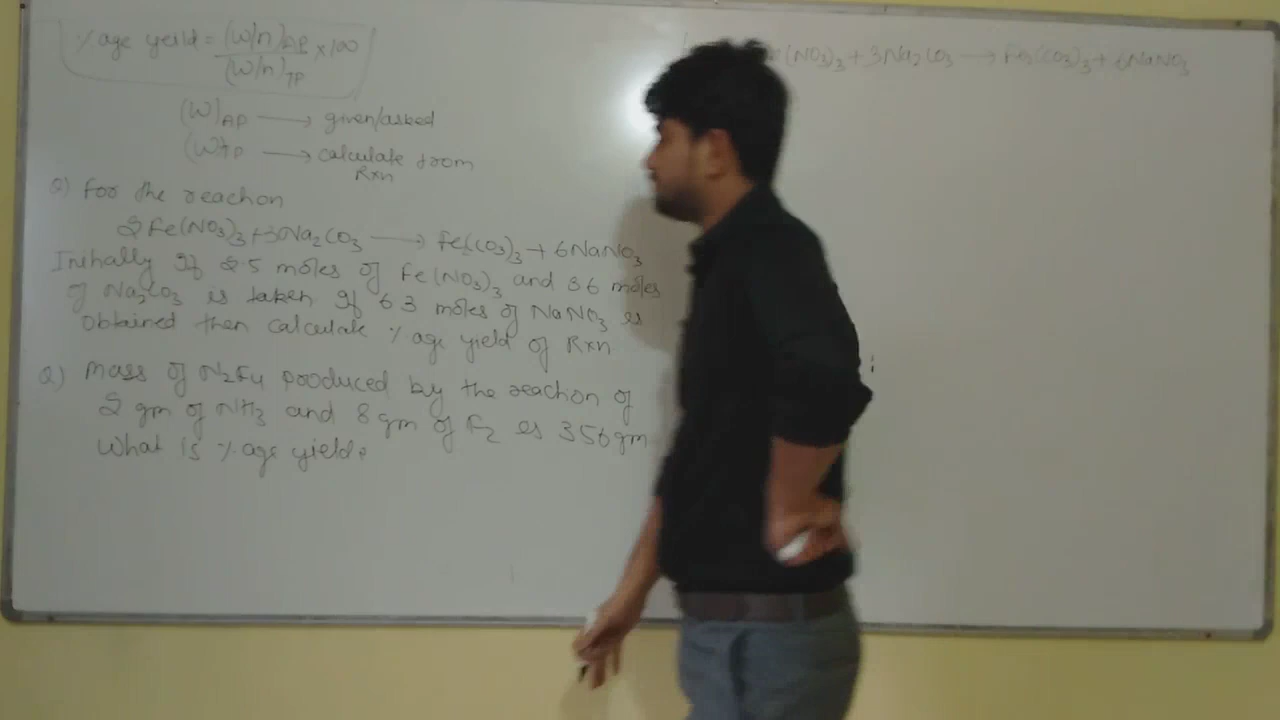 %age yeild = (W/n)AP × 100
(W/n)TP
(W)AP → given/asked
(W)TP → calculate from
Rxn
Q) For the reaction
2Fe(NO3)3 + 3Na2CO3 → Fe2(CO3)3 + 6NaNO3
Initially If 2.5 moles of Fe(NO3)3 and 3.6 moles
of Na2CO3 is taken If 6.3 moles of NaNO3 is
obtained then calculate %age yield of Rxn
Q) Mass of N2F4 produced by the reaction of
2 gm of NH3 and 8 gm of F2 is 3.56 gm
What is %age yield.
(NO3)3 + 3Na2CO3 → Fe2(CO3)3 + 6NaNO3